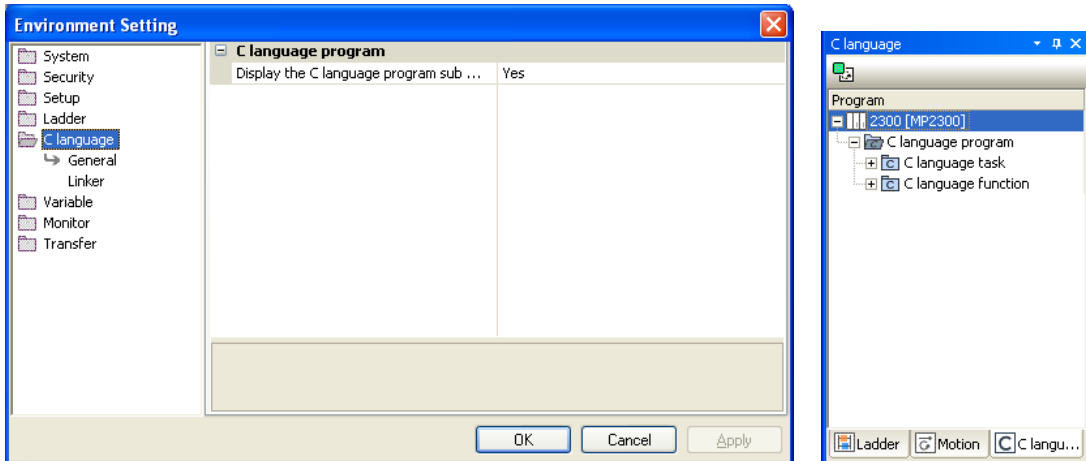 Environment Setting
System
Security
Setup
Ladder
C language
General
Linker
Variable
Monitor
Transfer
C language program
Display the C language program sub ... Yes
OK Cancel Apply
C language
Program
2300 [MP2300]
C language program
C language task
C language function
Ladder Motion C langu...